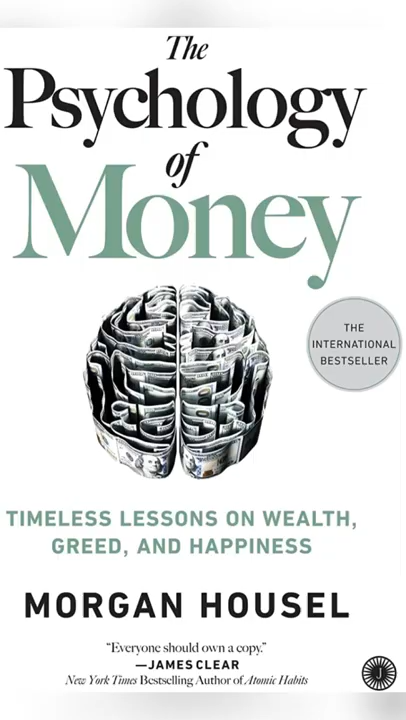 The
Psychology
of
Money
THE
INTERNATIONAL
BESTSELLER
TIMELESS LESSONS ON WEALTH,
GREED, AND HAPPINESS
MORGAN HOUSEL
“Everyone should own a copy.”
—JAMES CLEAR
New York Times Bestselling Author of Atomic Habits
J